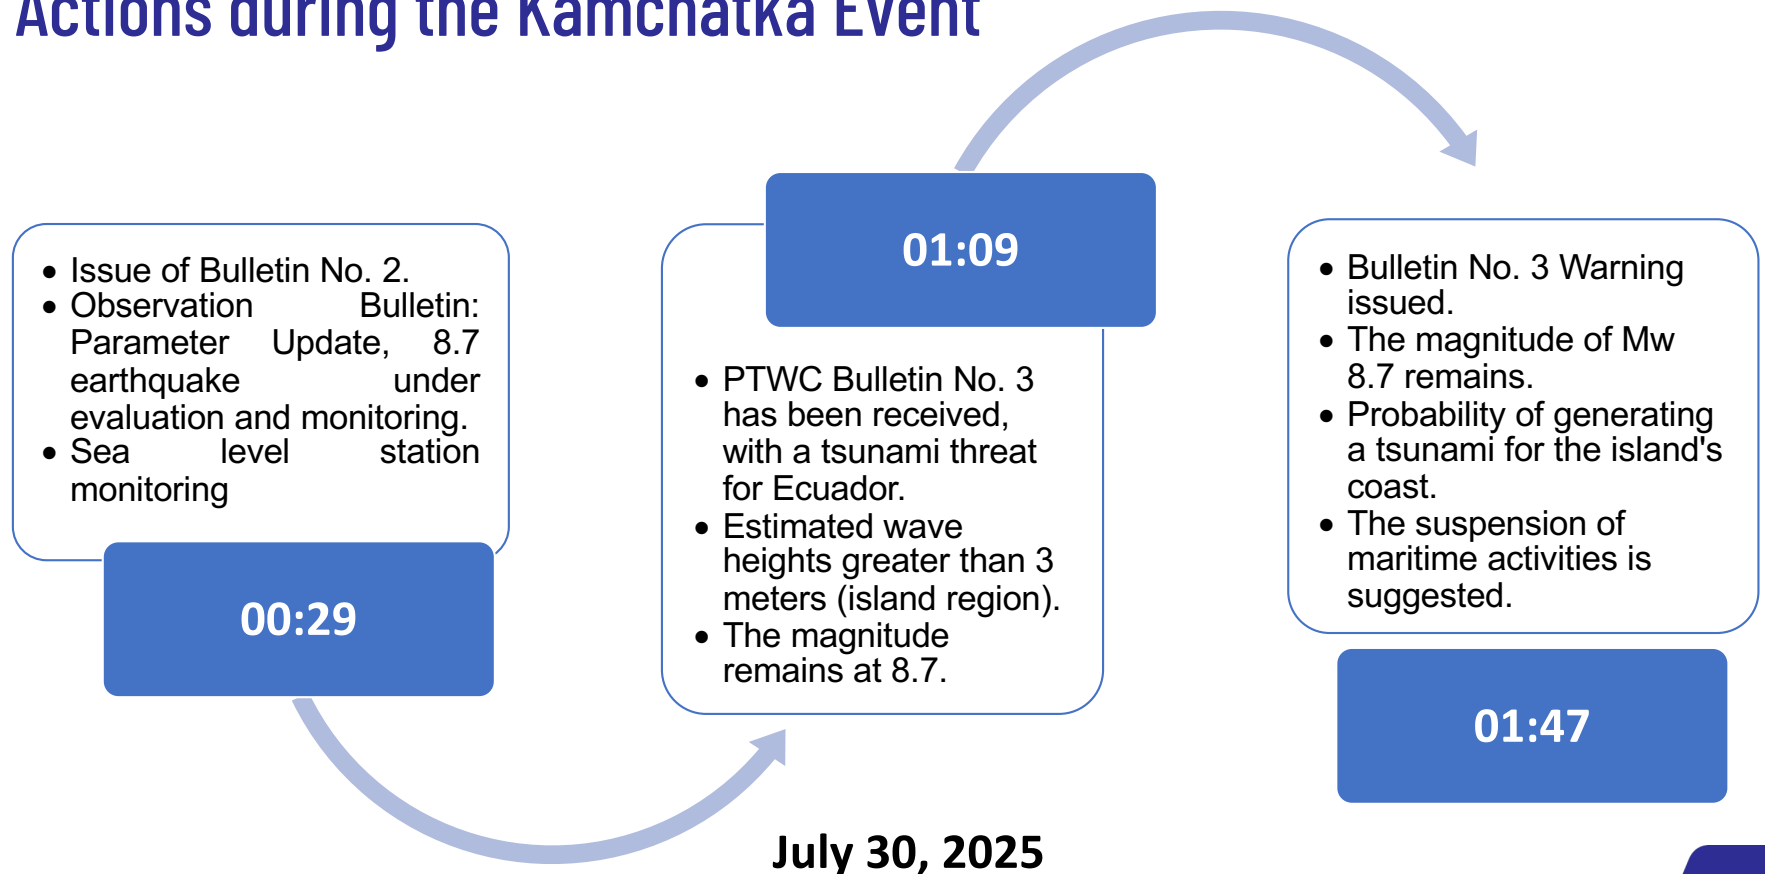 Actions during the Kamchatka Event
• Issue of Bulletin No. 2.
• Observation Bulletin:
Parameter Update, 8.7
earthquake under
evaluation and monitoring.
• Sea level station
monitoring
00:29
01:09
• PTWC Bulletin No. 3
has been received,
with a tsunami threat
for Ecuador.
• Estimated wave
heights greater than 3
meters (island region).
• The magnitude
remains at 8.7.
• Bulletin No. 3 Warning
issued.
• The magnitude of Mw
8.7 remains.
• Probability of generating
a tsunami for the island's
coast.
• The suspension of
maritime activities is
suggested.
01:47
July 30, 2025